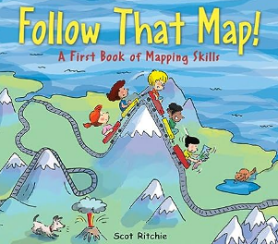 Follow That Map!
A First Book of Mapping Skills
Scot Ritchie